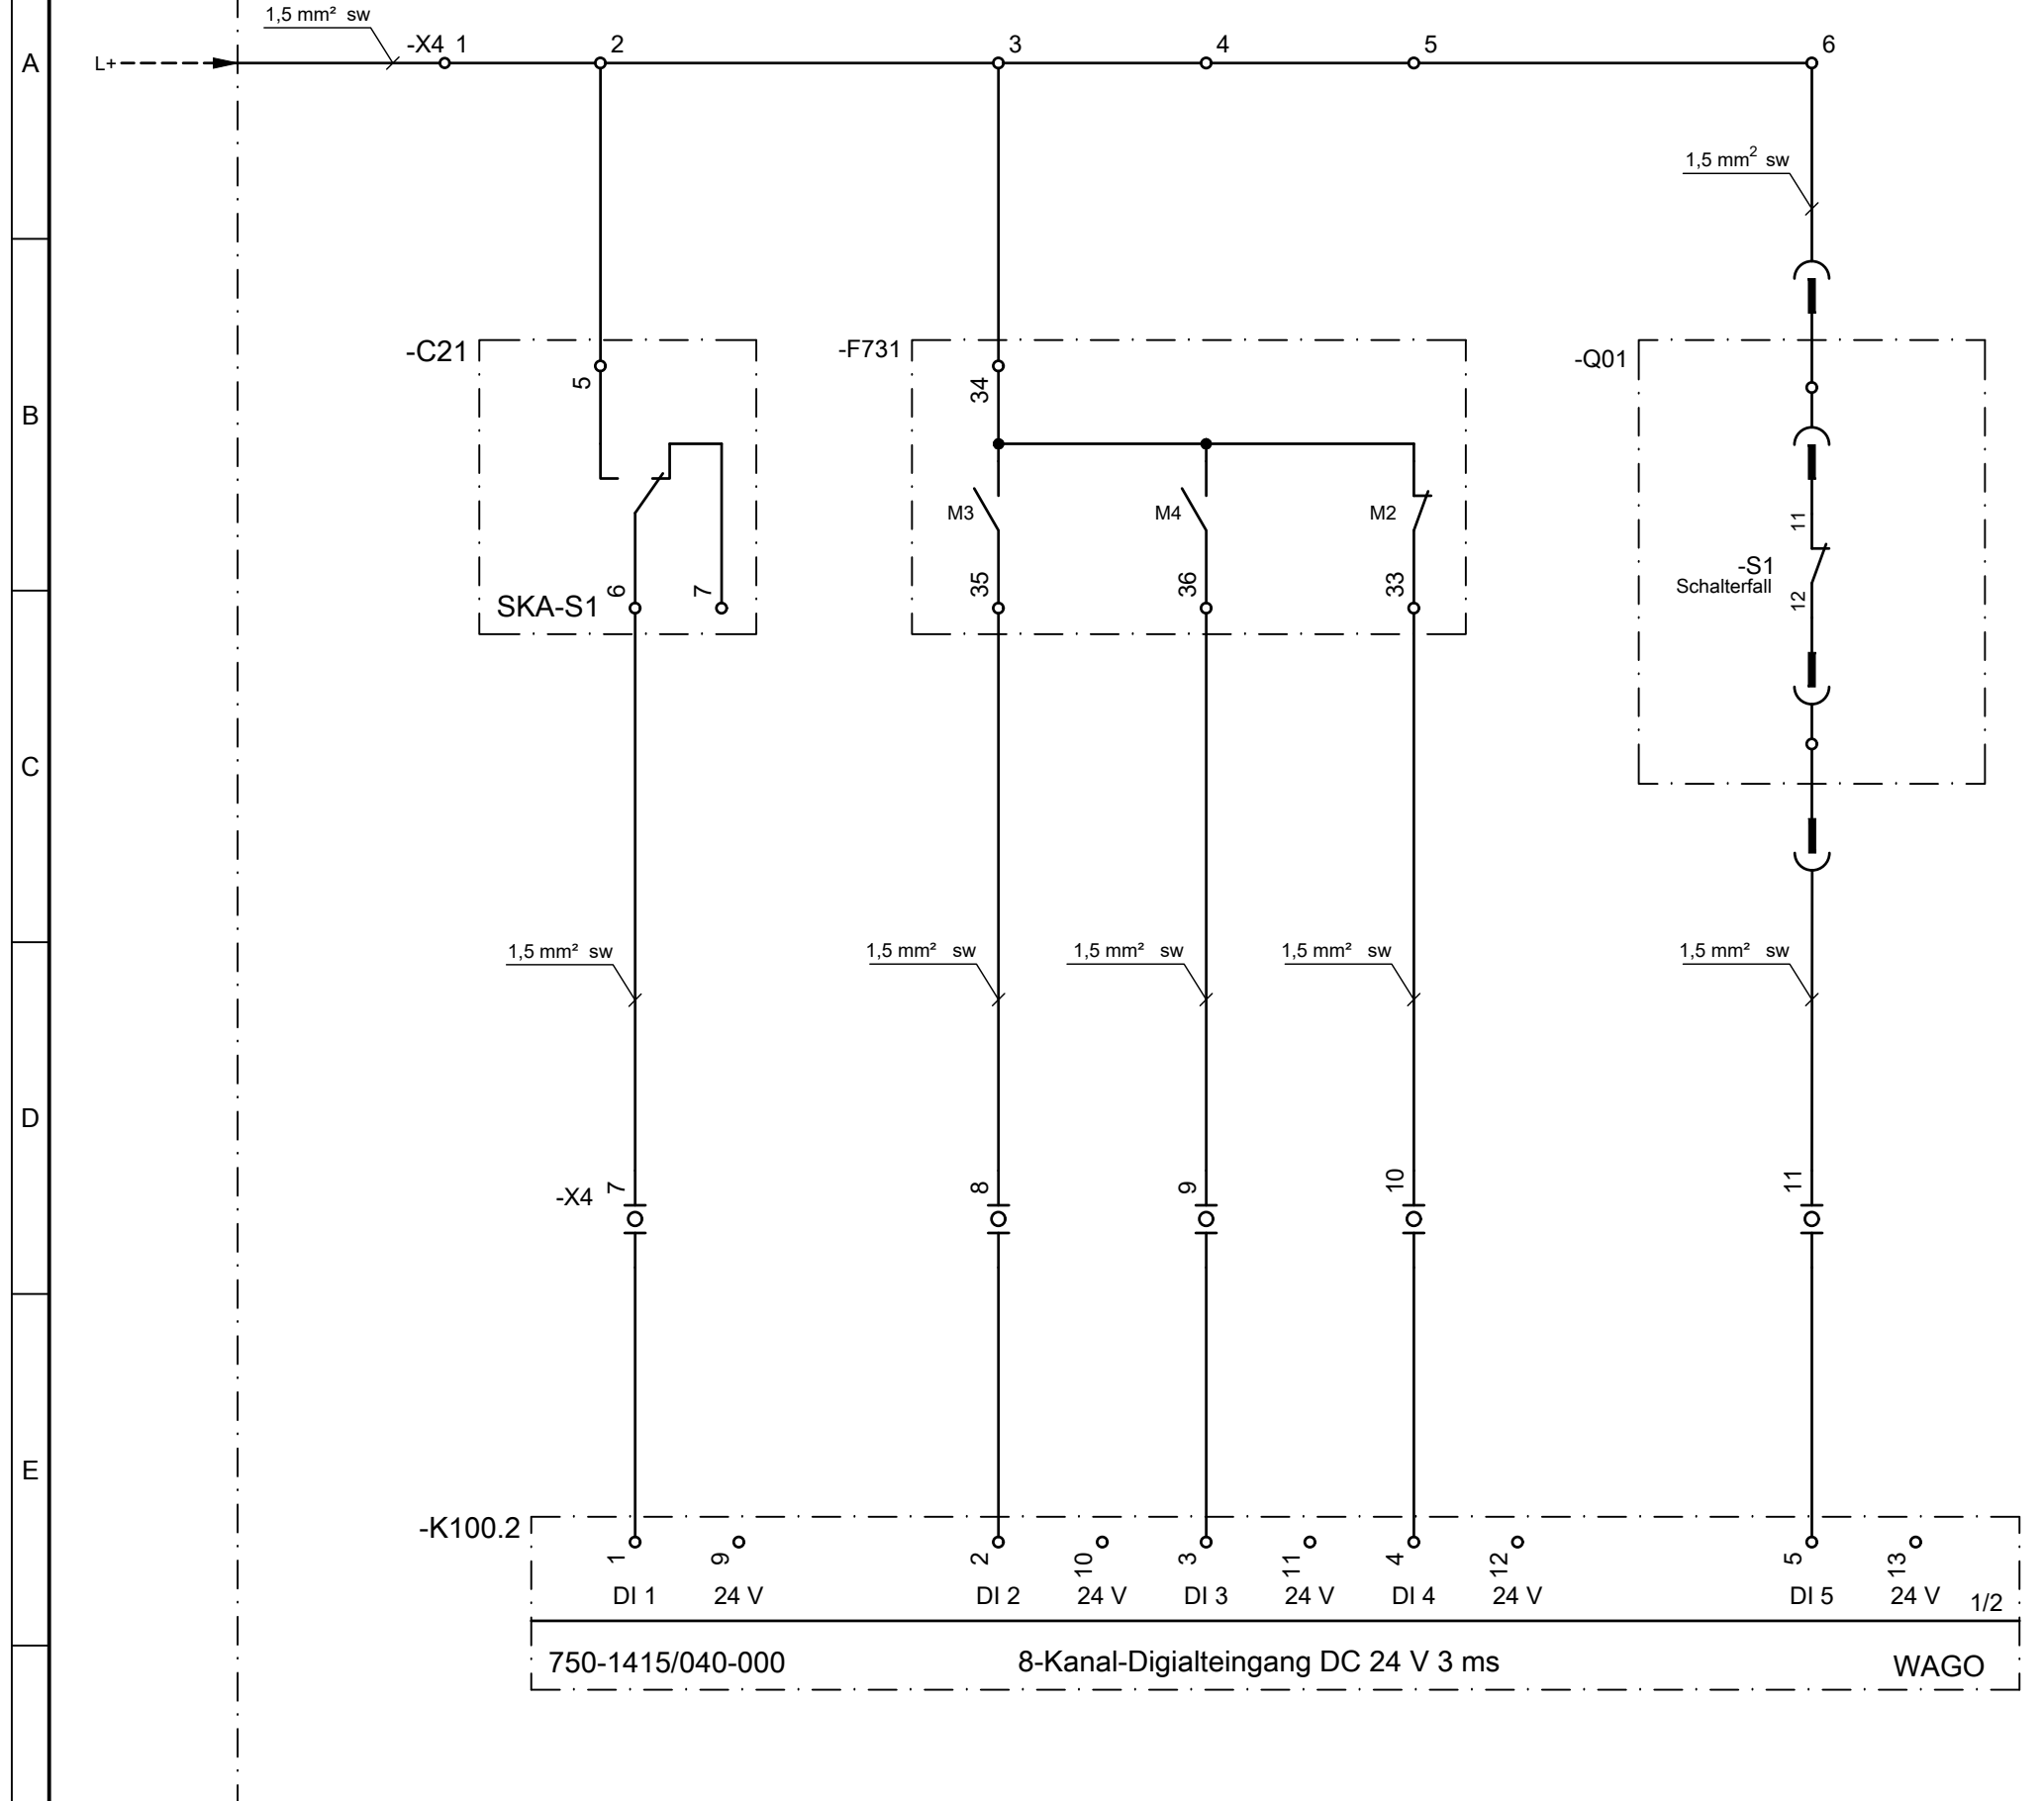 1,5 mm² sw
A
L+
-X4 1
2
3
4
5
6
1,5 mm² sw
B
-C21
5
-F731
34
-Q01
M3
M4
M2
11
-S1
Schalterfall
12
SKA-S1
6
7
35
36
33
C
1,5 mm² sw
1,5 mm² sw
1,5 mm² sw
1,5 mm² sw
1,5 mm² sw
D
-X4
7
8
9
10
11
E
-K100.2
1
9
2
10
3
11
4
12
5
13
DI 1
24 V
DI 2
24 V
DI 3
24 V
DI 4
24 V
DI 5
24 V
1/2
750-1415/040-000
8-Kanal-Digialteingang DC 24 V 3 ms
WAGO